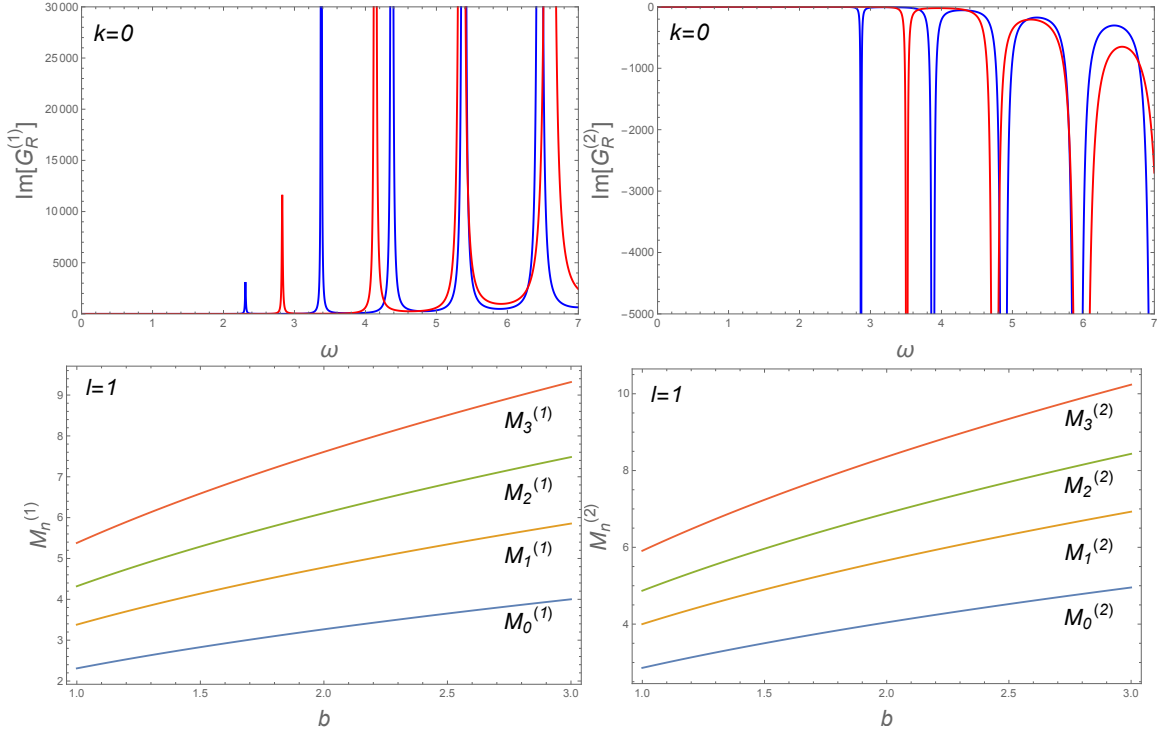 k=0
Im[G_R^(1)]
30000
25000
20000
15000
10000
5000
0
0 1 2 3 4 5 6 7
ω
k=0
Im[G_R^(2)]
0
-1000
-2000
-3000
-4000
-5000
0 1 2 3 4 5 6 7
ω
l=1
M_n^(1)
9
8
7
6
5
4
3
2
M_3^(1)
M_2^(1)
M_1^(1)
M_0^(1)
1.0 1.5 2.0 2.5 3.0
b
l=1
M_n^(2)
10
8
6
4
M_3^(2)
M_2^(2)
M_1^(2)
M_0^(2)
1.0 1.5 2.0 2.5 3.0
b